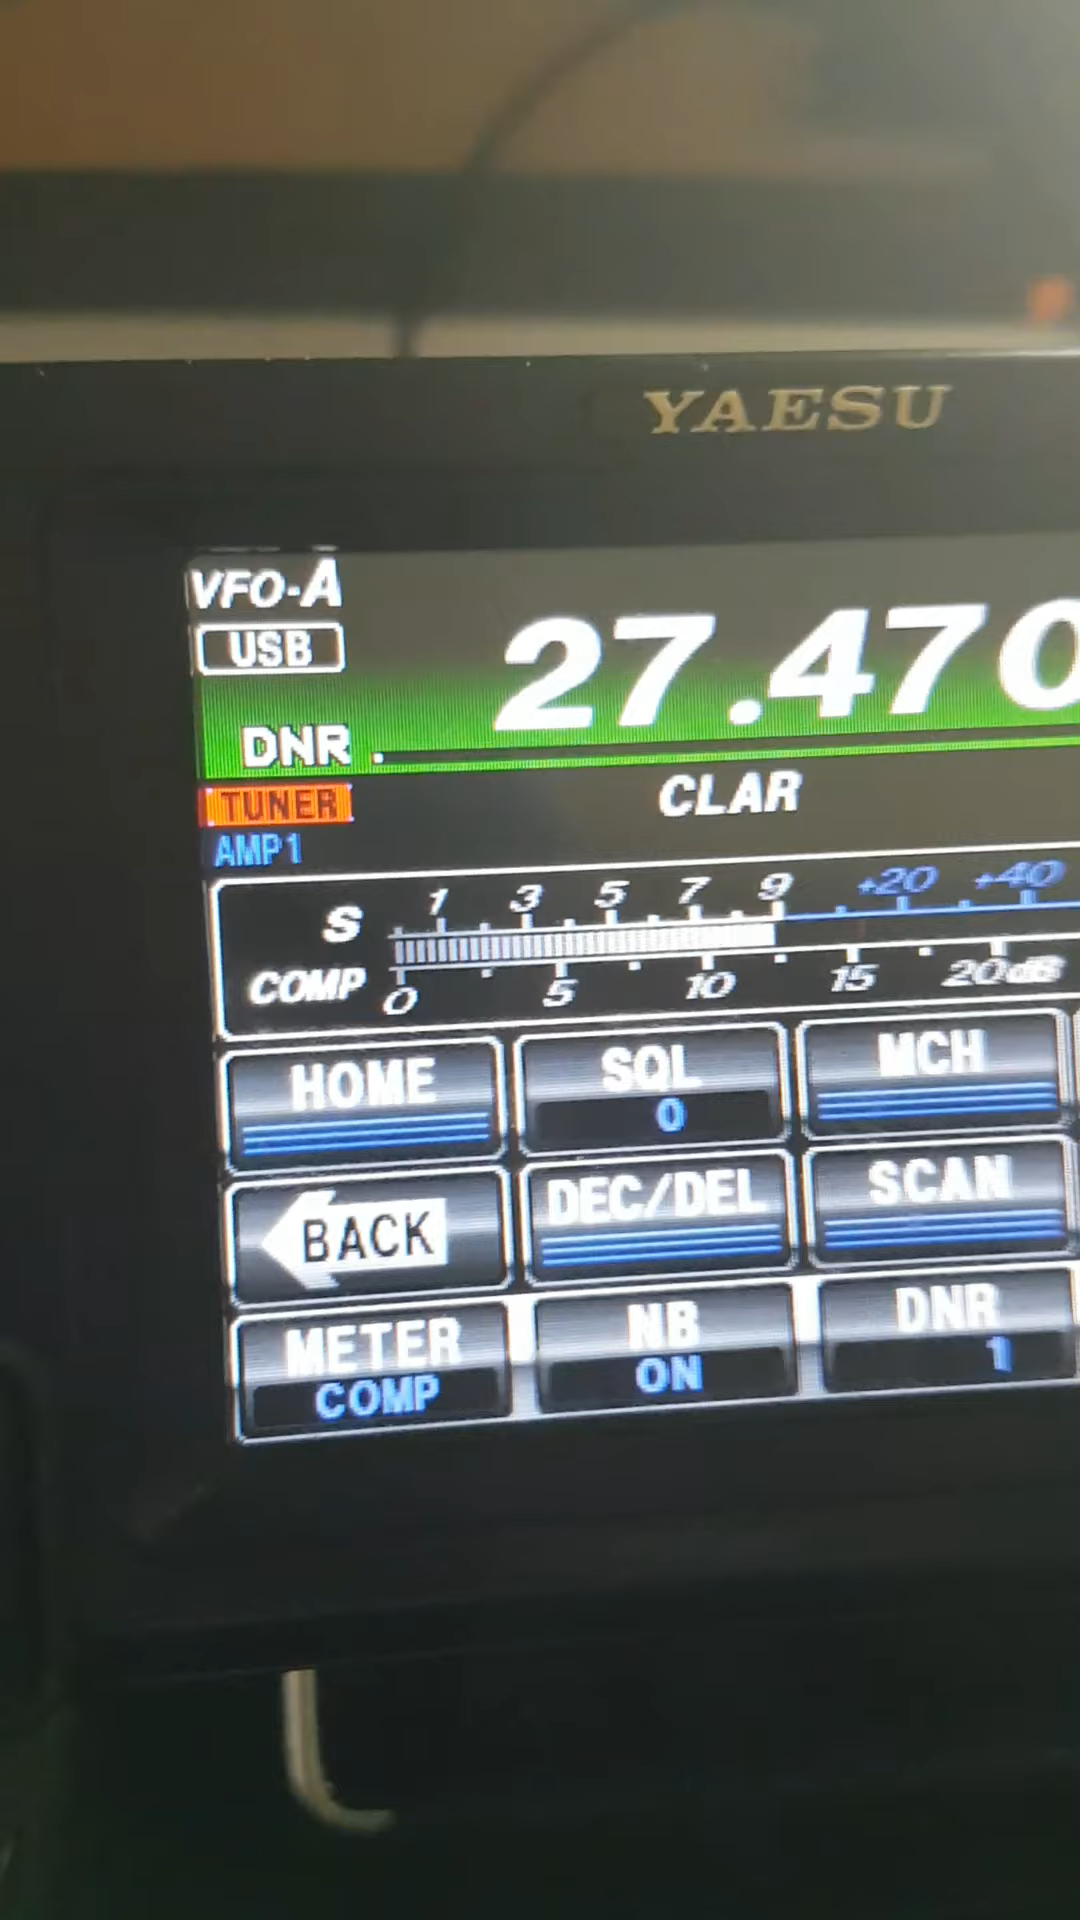 YAESU
VFO-A
USB
27.470
DNR
TUNER
CLAR
AMP1
S 1 3 5 7 9 +20 +40
COMP 0 5 10 15 20dB
HOME SQL MCH
0
BACK DEC/DEL SCAN
METER NB DNR
COMP ON 1